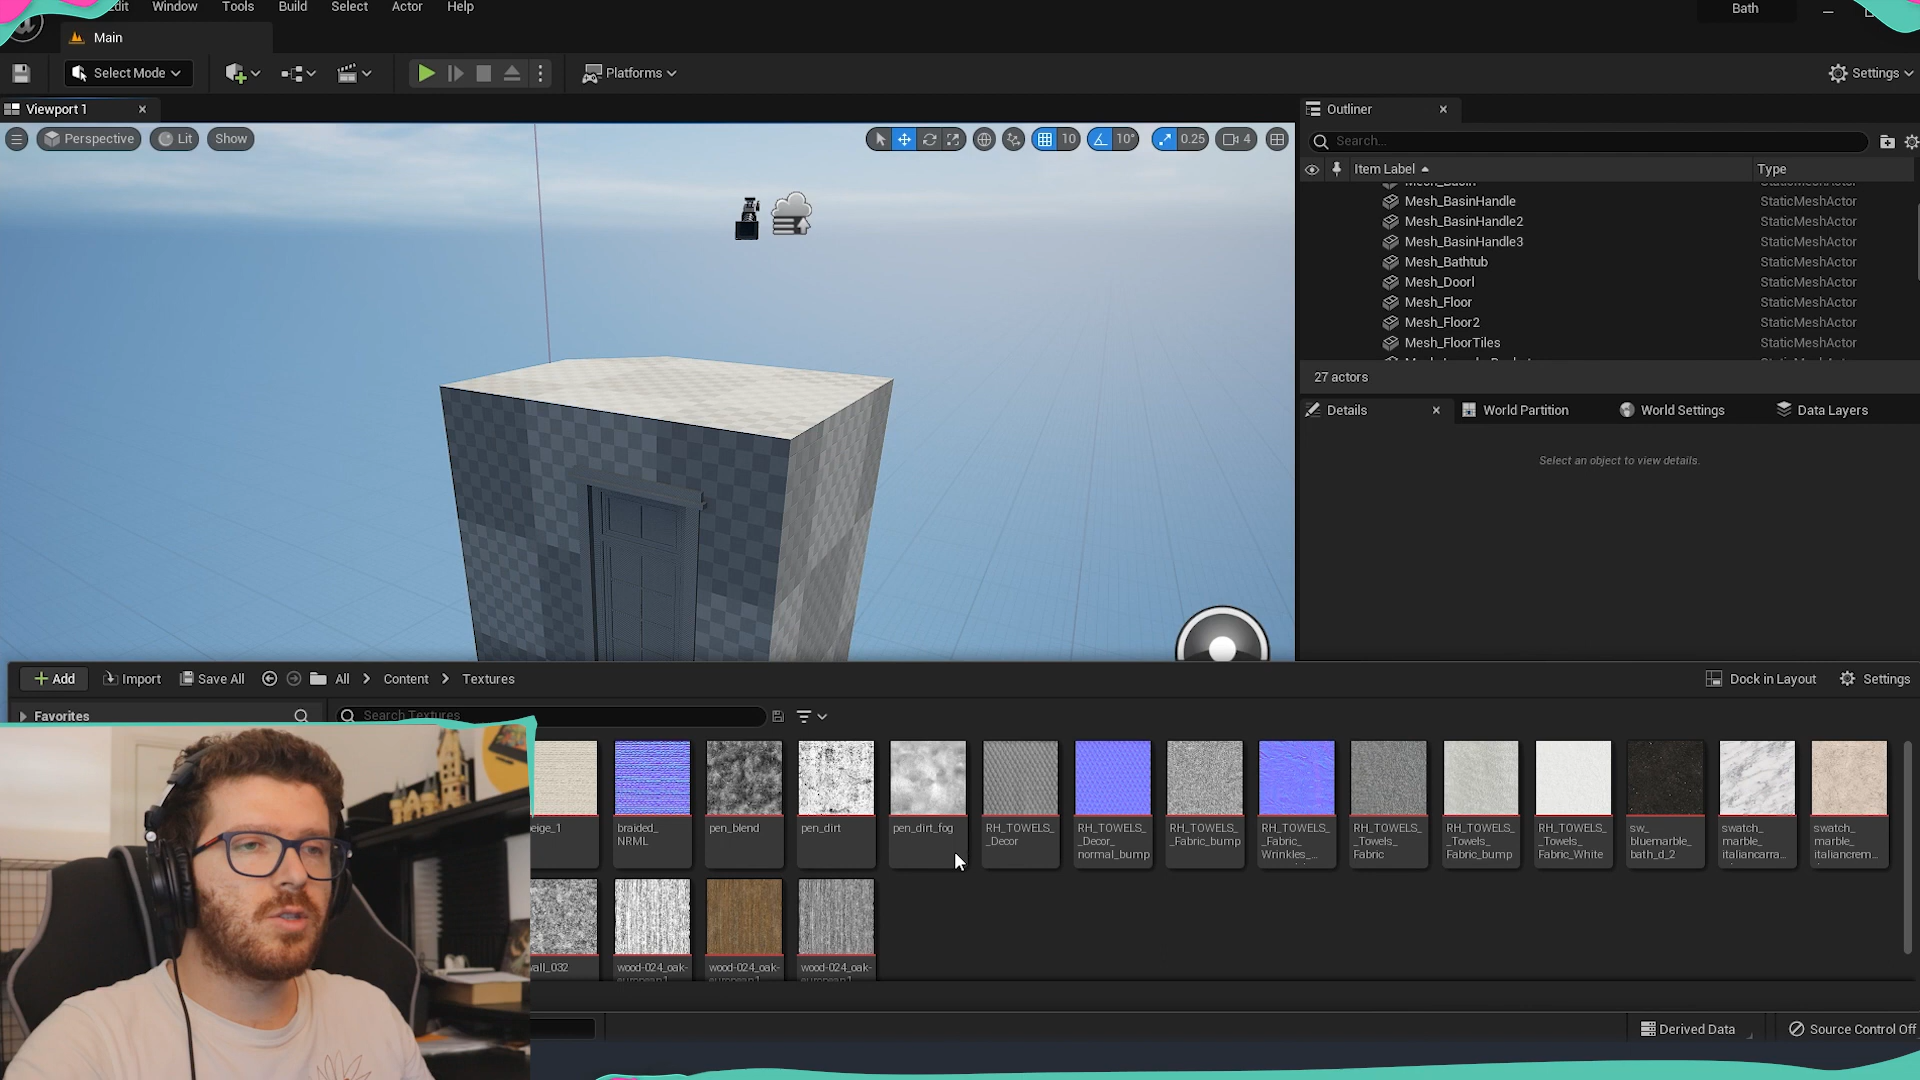 Window Tools Build Select Actor Help
Bath
Main
Select Mode
Platforms
Settings
Viewport 1
Outliner
Perspective
Lit
Show
10
10°
0.25
4
Search...
Item Label
Type
Mesh_BasinHandle StaticMeshActor
Mesh_BasinHandle2 StaticMeshActor
Mesh_BasinHandle3 StaticMeshActor
Mesh_Bathtub StaticMeshActor
Mesh_Doorl StaticMeshActor
Mesh_Floor StaticMeshActor
Mesh_Floor2 StaticMeshActor
Mesh_FloorTiles StaticMeshActor
27 actors
Details
World Partition
World Settings
Data Layers
Select an object to view details.
Add
Import
Save All
All
Content
Textures
Dock in Layout
Settings
Favorites
Search Textures
eige_1
braided_
NRML
pen_blend
pen_dirt
pen_dirt_fog
RH_TOWELS_
_Decor
RH_TOWELS_
_Decor_
normal_bump
RH_TOWELS_
_Fabric_bump
RH_TOWELS_
_Fabric_
Wrinkles_...
RH_TOWELS_
_Towels_
Fabric
RH_TOWELS_
_Towels_
Fabric_bump
RH_TOWELS_
_Towels_
Fabric_White
sw_
bluemarble_
bath_d_2
swatch_
marble_
italiancarra...
swatch_
marble_
italiancrem...
all_032
wood-024_oak-
wood-024_oak-
wood-024_oak-
Derived Data
Source Control Off